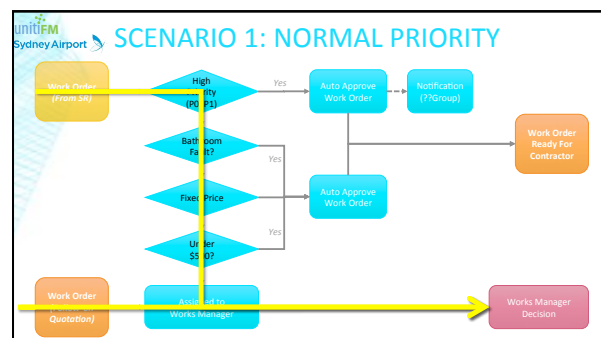 unitiFM
Sydney Airport
SCENARIO 1: NORMAL PRIORITY
Work Order
(From SR)
High
(P0/P1)
Yes
Auto Approve
Work Order
Notification
(??Group)
Bathroom
Fault?
Yes
Work Order
Ready For
Contractor
Fixed Price
Auto Approve
Work Order
Yes
Under
$500?
Work Order
Quotation)
Assigned to
Works Manager
Works Manager
Decision